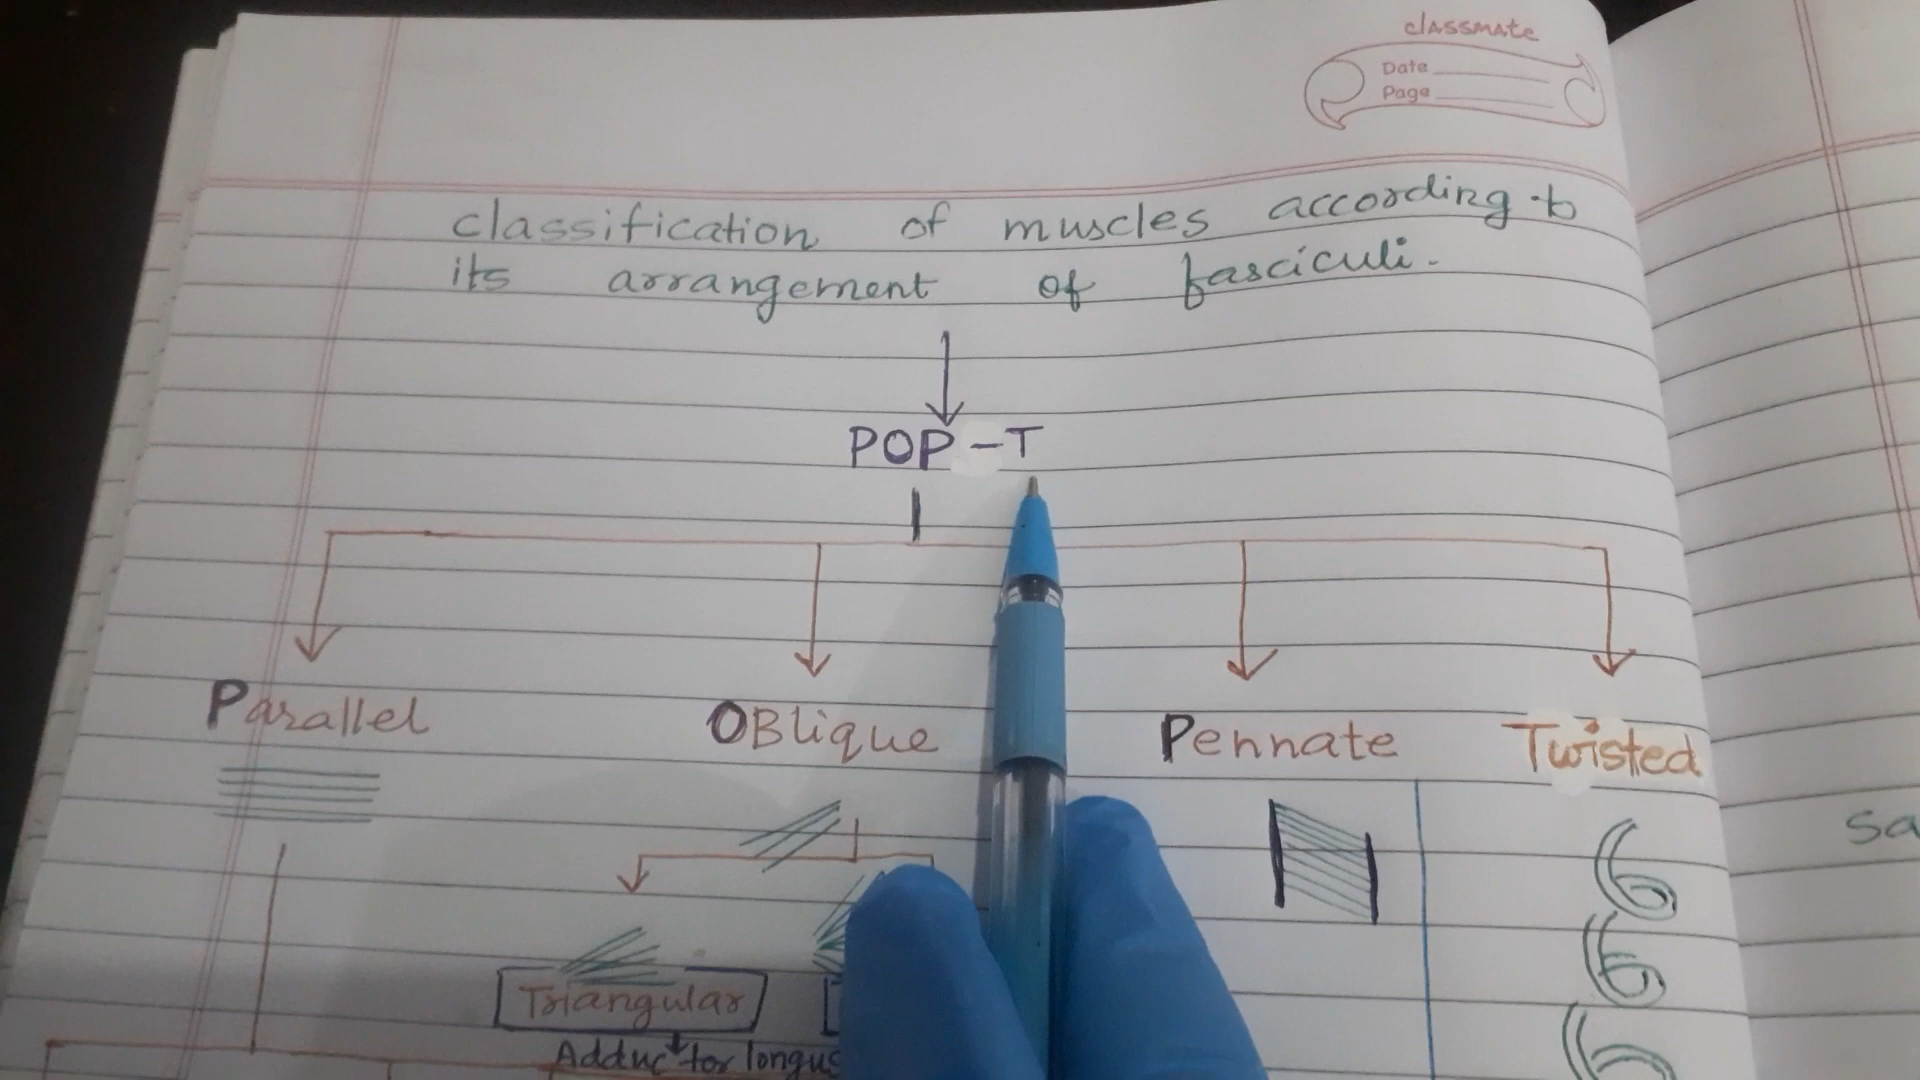 classmate
Date
Page
classification of muscles according to
its arrangement of fasciculi.
POP-T
Parallel OBlique Pennate Twisted
Triangular
Adductor longus